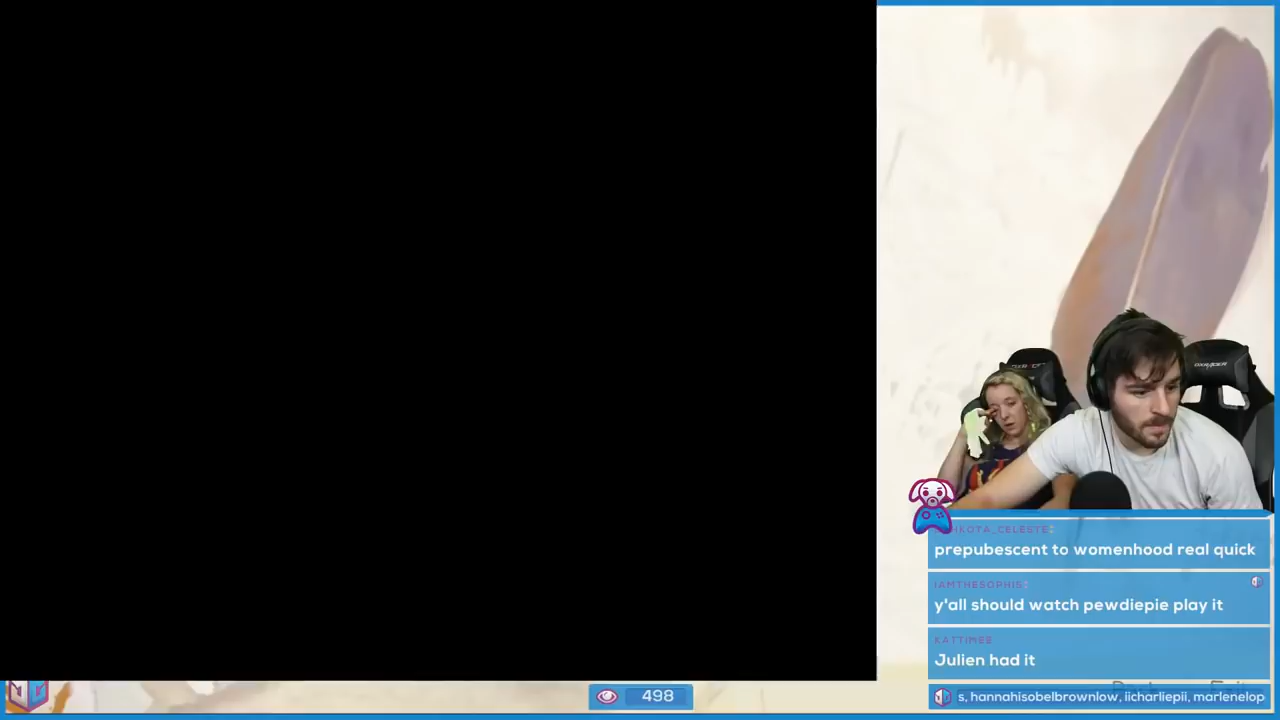 prepubescent to womenhood real quick
IAMTHESOPHIS:
y'all should watch pewdiepie play it
KATTIMEE
Julien had it
498
s, hannahisobelbrownlow, iicharliepii, marlenelop